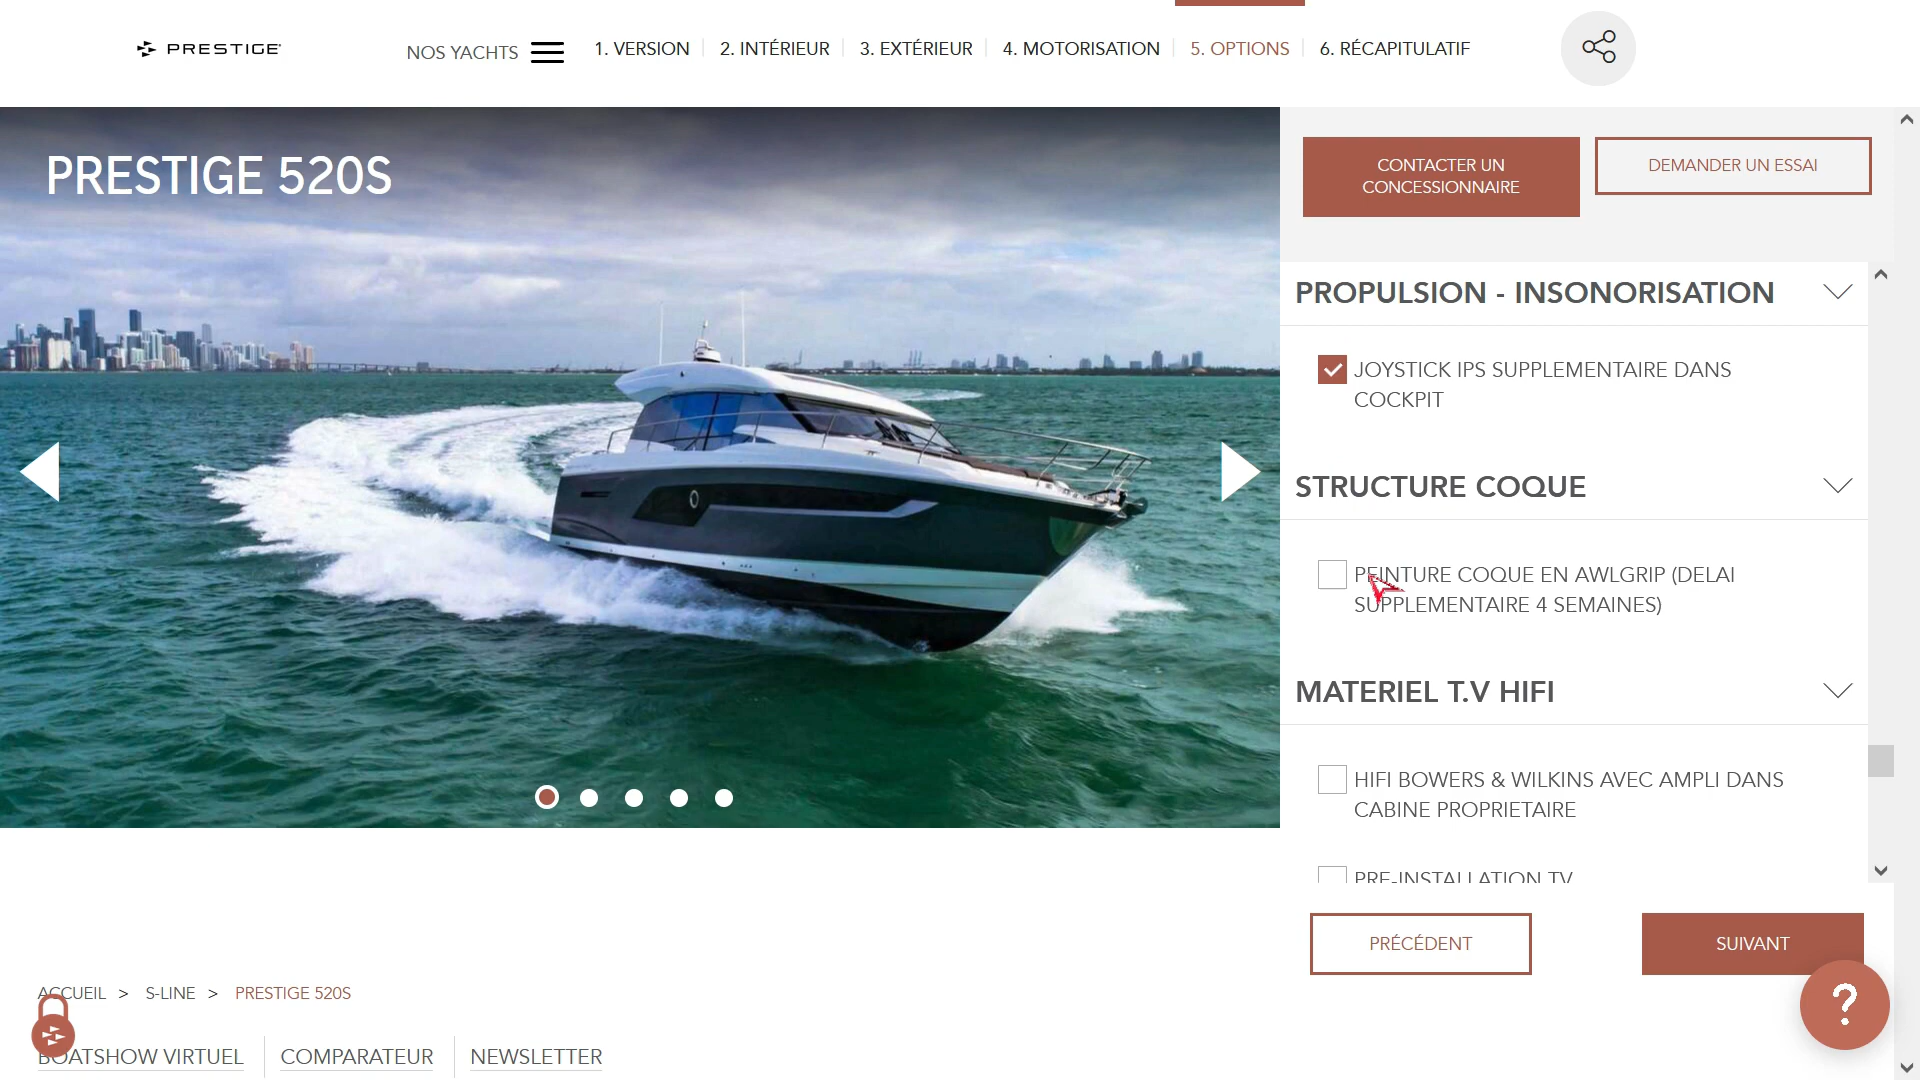 PRESTIGE
NOS YACHTS
1. VERSION
2. INTÉRIEUR
3. EXTÉRIEUR
4. MOTORISATION
5. OPTIONS
6. RÉCAPITULATIF
PRESTIGE 520S
CONTACTER UN
CONCESSIONNAIRE
DEMANDER UN ESSAI
PROPULSION - INSONORISATION
JOYSTICK IPS SUPPLEMENTAIRE DANS
COCKPIT
STRUCTURE COQUE
PEINTURE COQUE EN AWLGRIP (DELAI
SUPPLEMENTAIRE 4 SEMAINES)
MATERIEL T.V HIFI
HIFI BOWERS & WILKINS AVEC AMPLI DANS
CABINE PROPRIETAIRE
PRE-INSTALLATION TV
PRÉCÉDENT
SUIVANT
?
ACCUEIL > S-LINE > PRESTIGE 520S
BOATSHOW VIRTUEL
COMPARATEUR
NEWSLETTER